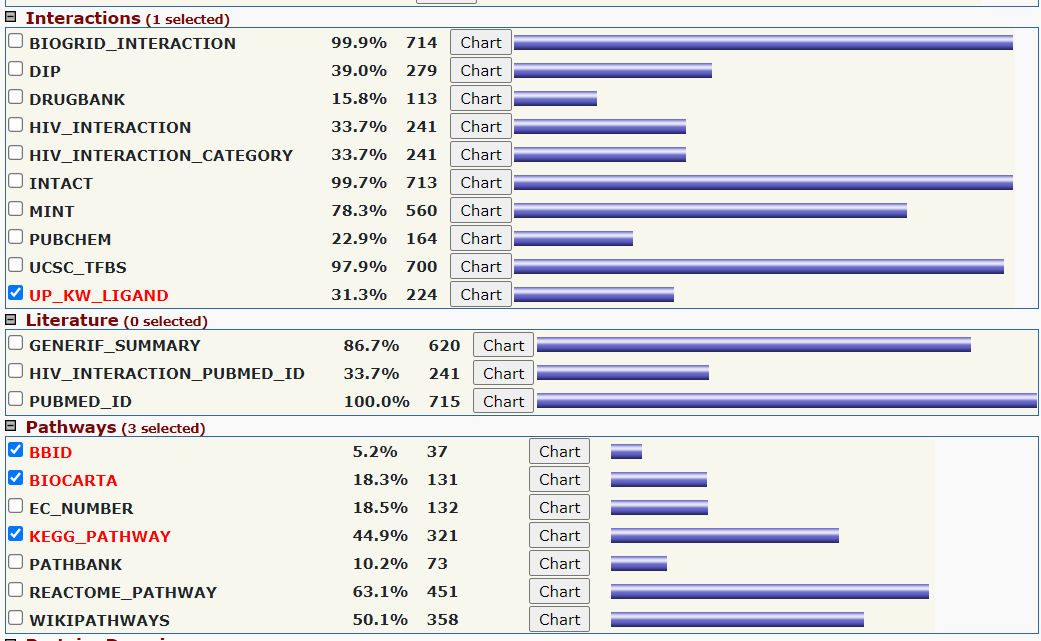 Interactions (1 selected)
BIOGRID_INTERACTION 99.9% 714 Chart
DIP 39.0% 279 Chart
DRUGBANK 15.8% 113 Chart
HIV_INTERACTION 33.7% 241 Chart
HIV_INTERACTION_CATEGORY 33.7% 241 Chart
INTACT 99.7% 713 Chart
MINT 78.3% 560 Chart
PUBCHEM 22.9% 164 Chart
UCSC_TFBS 97.9% 700 Chart
UP_KW_LIGAND 31.3% 224 Chart
Literature (0 selected)
GENERIF_SUMMARY 86.7% 620 Chart
HIV_INTERACTION_PUBMED_ID 33.7% 241 Chart
PUBMED_ID 100.0% 715 Chart
Pathways (3 selected)
BBID 5.2% 37 Chart
BIOCARTA 18.3% 131 Chart
EC_NUMBER 18.5% 132 Chart
KEGG_PATHWAY 44.9% 321 Chart
PATHBANK 10.2% 73 Chart
REACTOME_PATHWAY 63.1% 451 Chart
WIKIPATHWAYS 50.1% 358 Chart